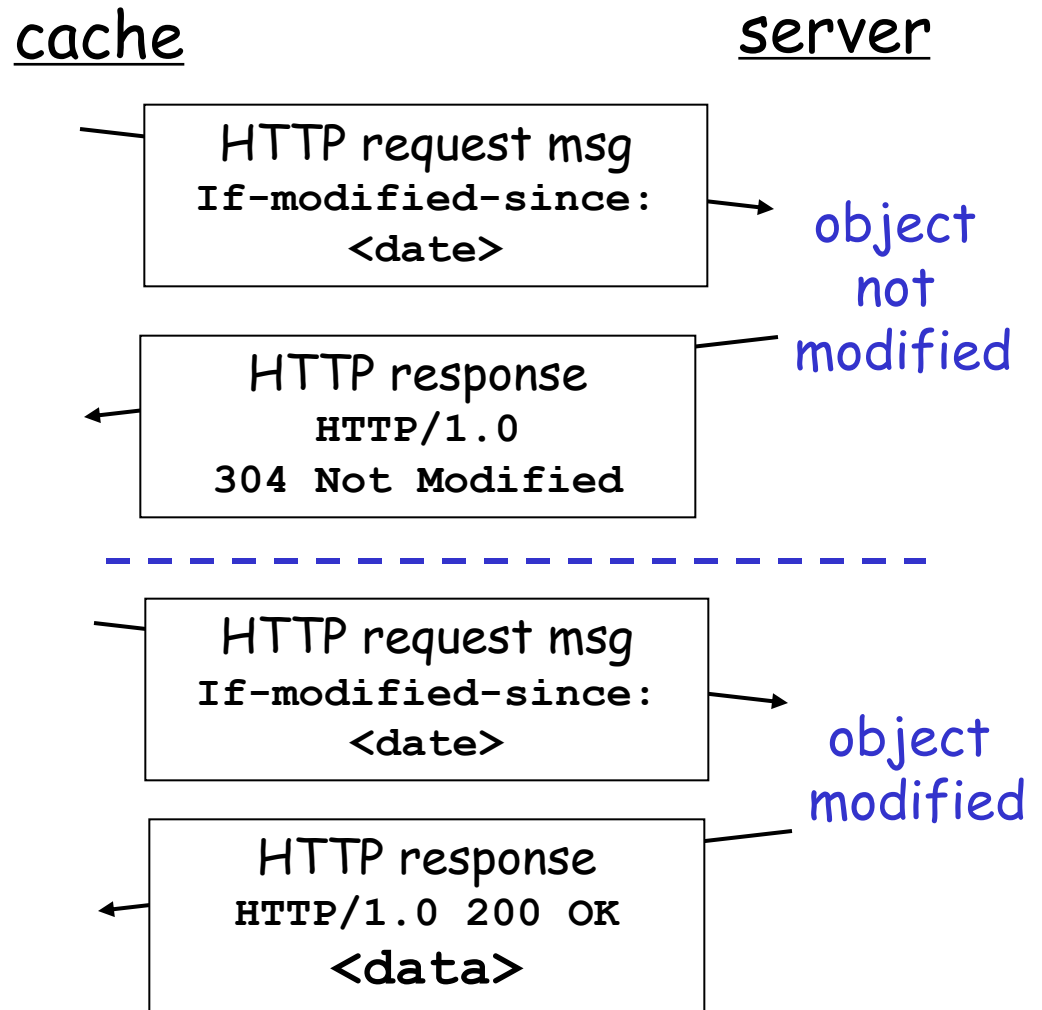 cache
server
HTTP request msg
If-modified-since:
<date>
object
not
modified
HTTP response
HTTP/1.0
304 Not Modified
HTTP request msg
If-modified-since:
<date>
object
modified
HTTP response
HTTP/1.0 200 OK
<data>